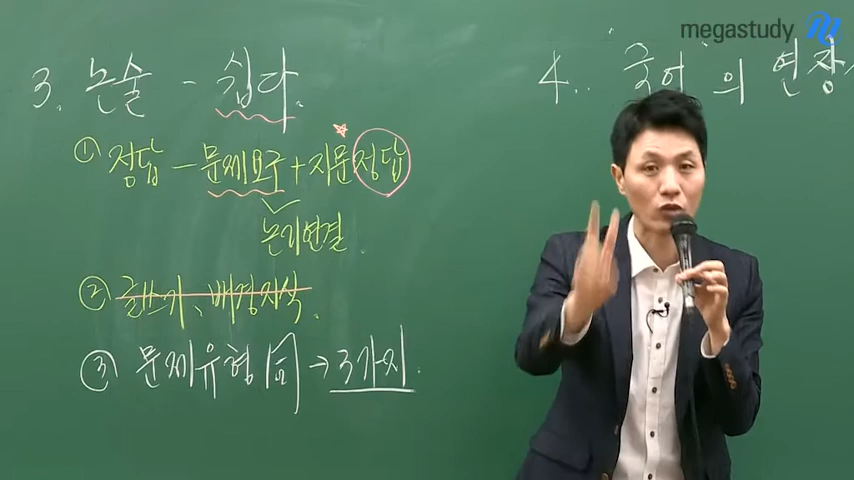 megastudy
3. 논술 - 쉽다.
① 정답 - 문제요구 + 지문정답
논기연결.
② 글쓰기, 배경지식.
③ 문제유형 → 3가지.
4. "국어"의 연장